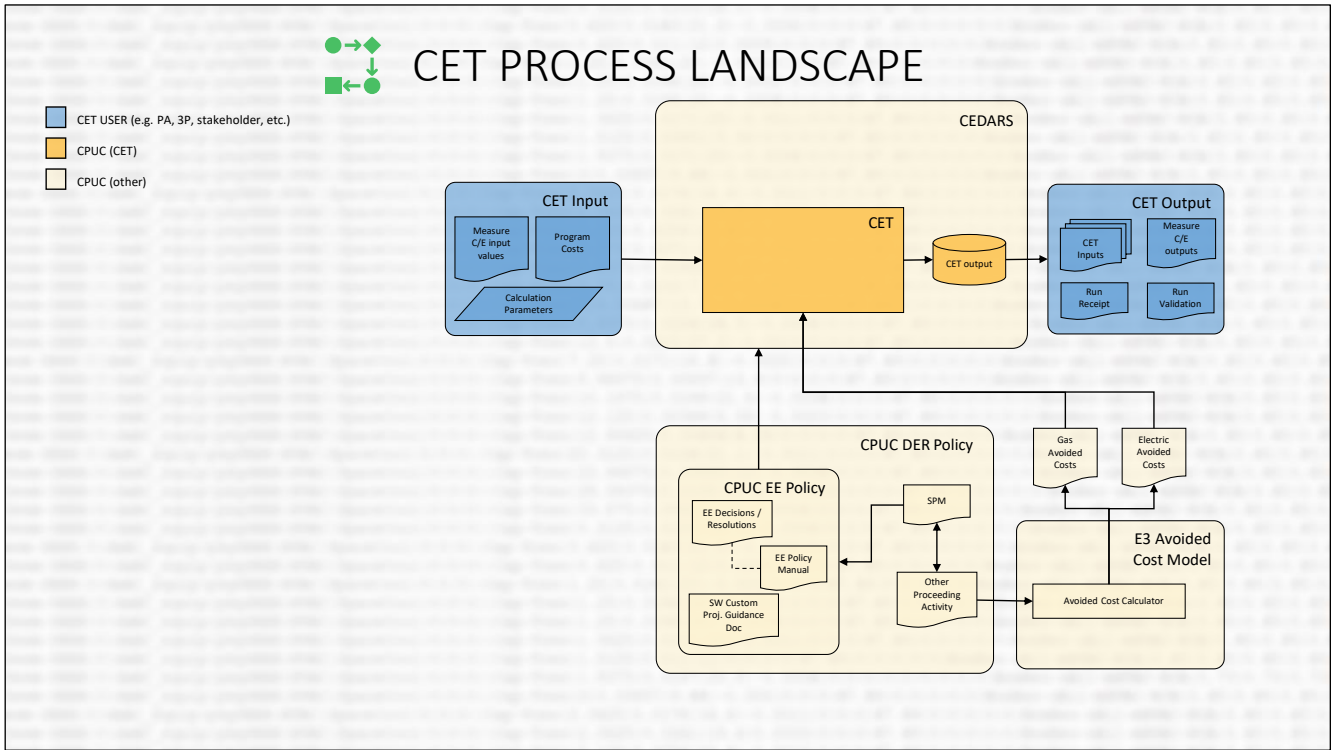 CET PROCESS LANDSCAPE
CET USER (e.g. PA, 3P, stakeholder, etc.)
CPUC (CET)
CPUC (other)
CEDARS
CET Input
Measure
C/E input
values
Program
Costs
Calculation
Parameters
CET
CET output
CET Output
CET
Inputs
Measure
C/E
outputs
Run
Receipt
Run
Validation
CPUC DER Policy
CPUC EE Policy
EE Decisions /
Resolutions
EE Policy
Manual
SW Custom
Proj. Guidance
Doc
SPM
Other
Proceeding
Activity
Gas
Avoided
Costs
Electric
Avoided
Costs
E3 Avoided
Cost Model
Avoided Cost Calculator